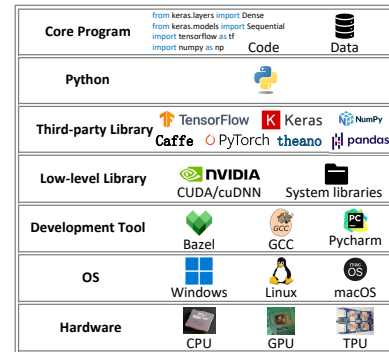 from keras.layers import Dense
from keras.models import Sequential
import tensorflow as tf
import numpy as np
Core Program
Code
Data
Python
Third-party Library
TensorFlow
K Keras
NumPy
Caffe
PyTorch
theano
pandas
Low-level Library
NVIDIA
CUDA/cuDNN
System libraries
Development Tool
GCC
PC
Bazel
GCC
Pycharm
OS
mac
OS
Windows
Linux
macOS
Hardware
CPU
GPU
TPU